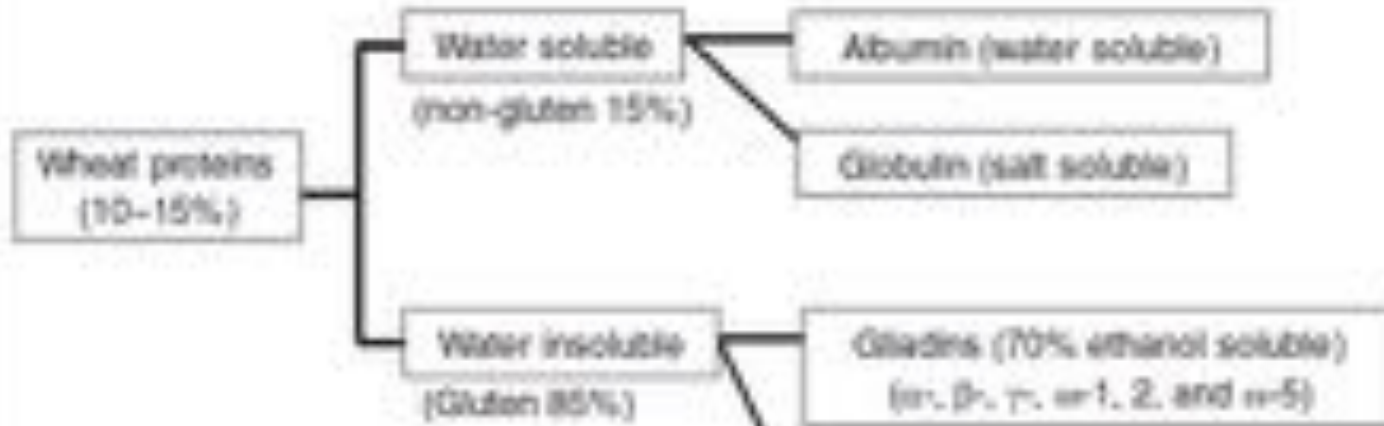 Water soluble
(non-gluten 15%)
Albumin (water soluble)
Globulin (salt soluble)
Wheat proteins
(10–15%)
Water insoluble
(Gluten 85%)
Gliadins (70% ethanol soluble)
(α-, β-, γ-, ω-1, 2, and ω-5)